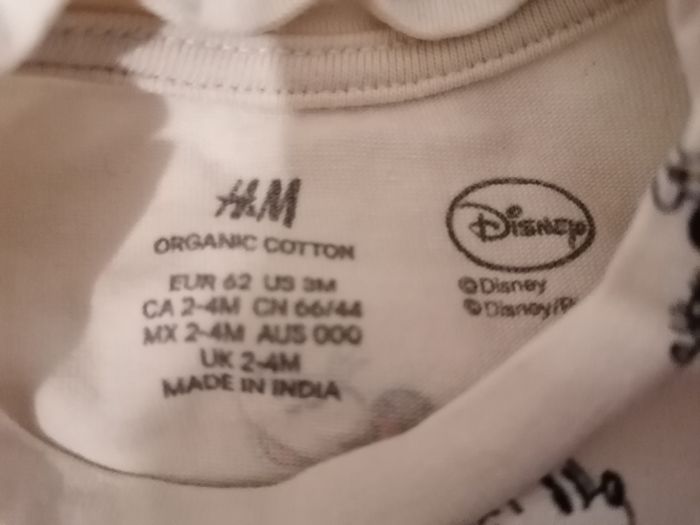 H&M
ORGANIC COTTON
EUR 62 US 3M
CA 2-4M CN 66/44
MX 2-4M AUS 000
UK 2-4M
MADE IN INDIA
Disney
©Disney
©Disney/P